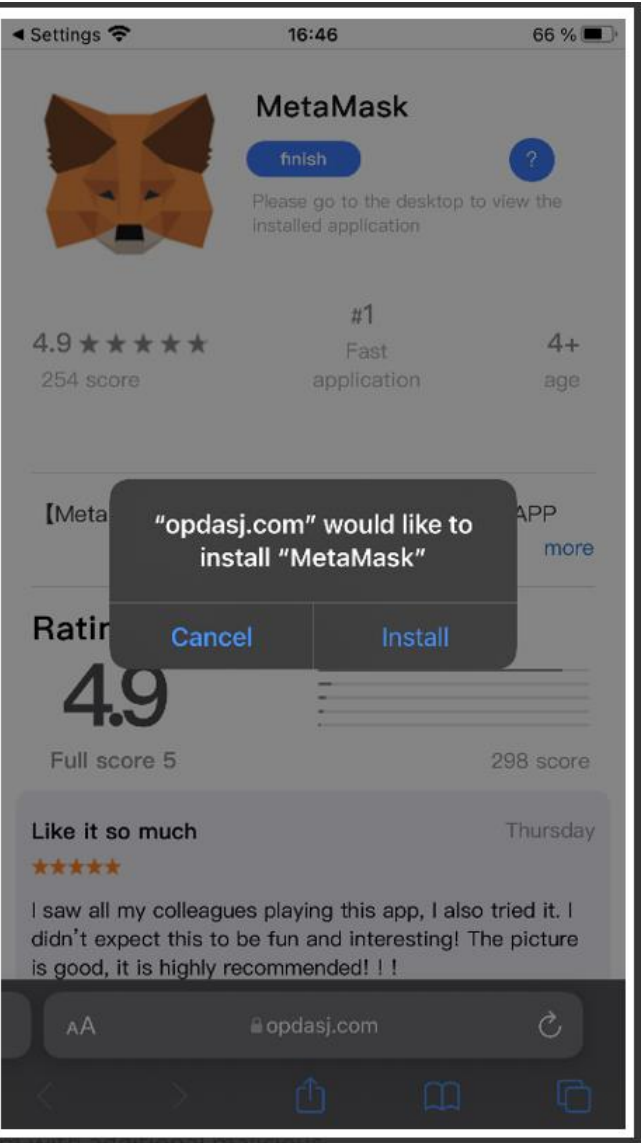 ◀ Settings 16:46 66 %
MetaMask
finish ?
Please go to the desktop to view the
installed application
#1
4.9 ★★★★★ Fast 4+
254 score application age
【Meta APP
more
"opdasj.com" would like to
install "MetaMask"
Cancel Install
Ratin
4.9
Full score 5 298 score
Like it so much Thursday
★★★★★
I saw all my colleagues playing this app, I also tried it. I
didn't expect this to be fun and interesting! The picture
is good, it is highly recommended! ! !
AA opdasj.com